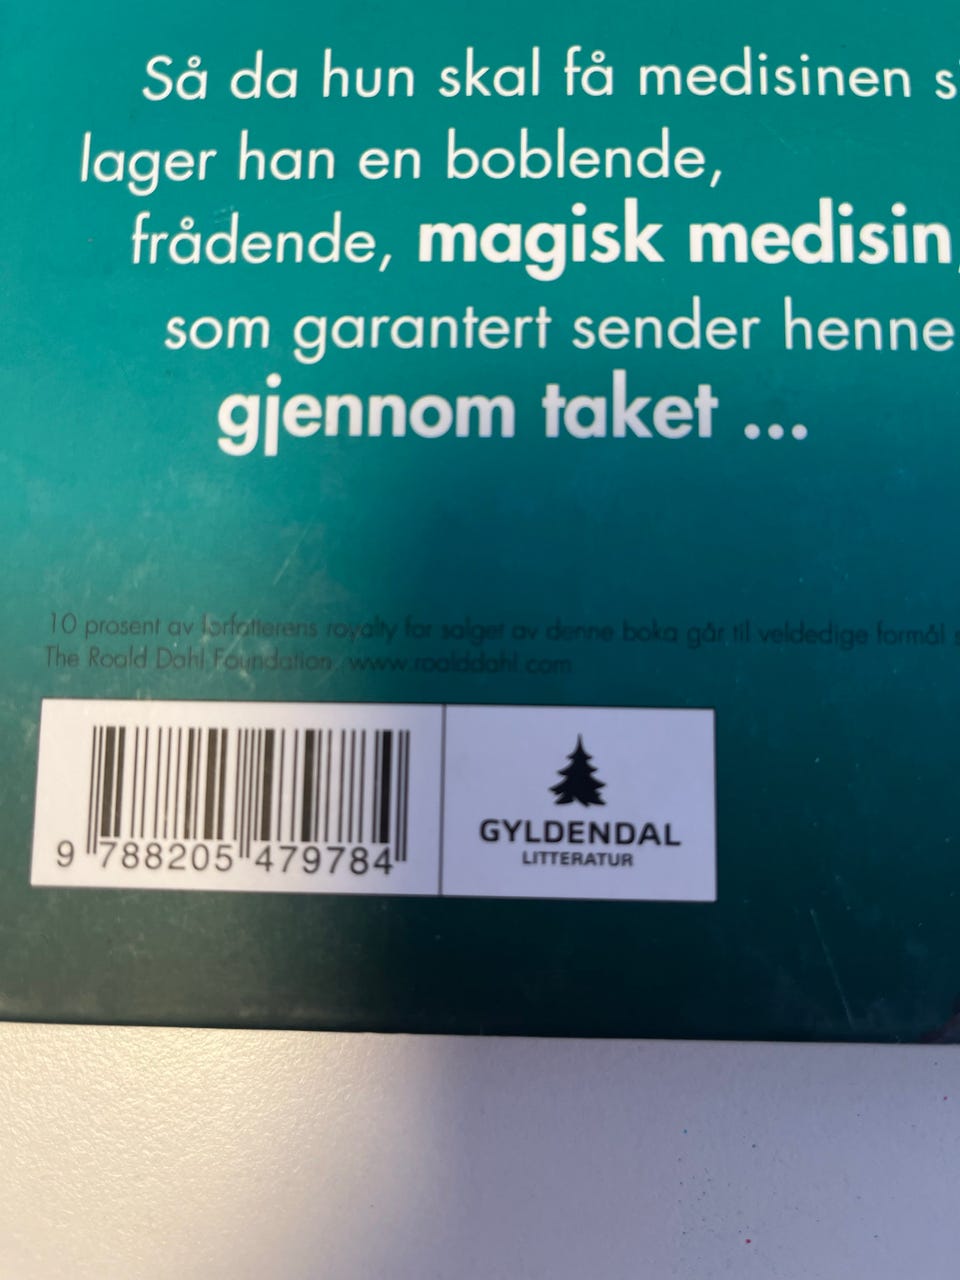 Så da hun skal få medisinen s
lager han en boblende,
frådende, magisk medisin,
som garantert sender henne
gjennom taket ...
10 prosent av forfatterens royalty for salget av denne boka går til veldedige formål s
The Roald Dahl Foundation, www.roalddahl.com
9 788205 479784
GYLDENDAL
LITTERATUR